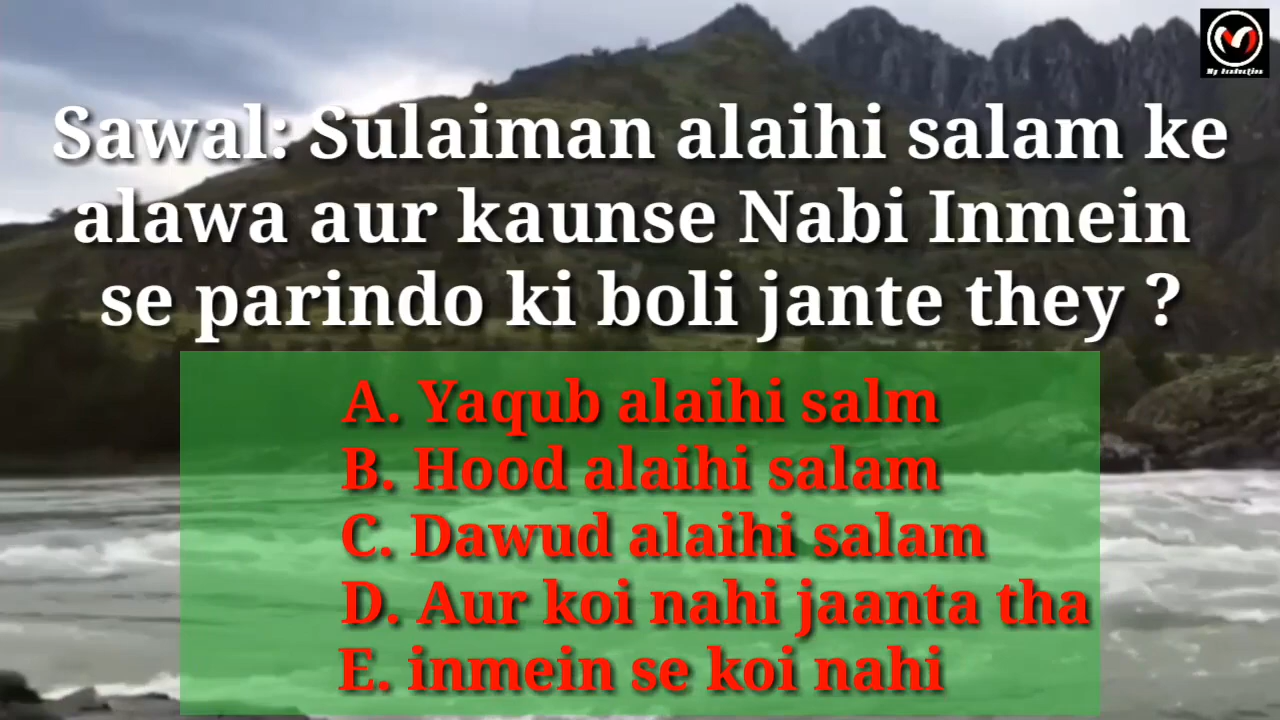 Sawal: Sulaiman alaihi salam ke
alawa aur kaunse Nabi Inmein
se parindo ki boli jante they ?
A. Yaqub alaihi salm
B. Hood alaihi salam
C. Dawud alaihi salam
D. Aur koi nahi jaanta tha
E. inmein se koi nahi